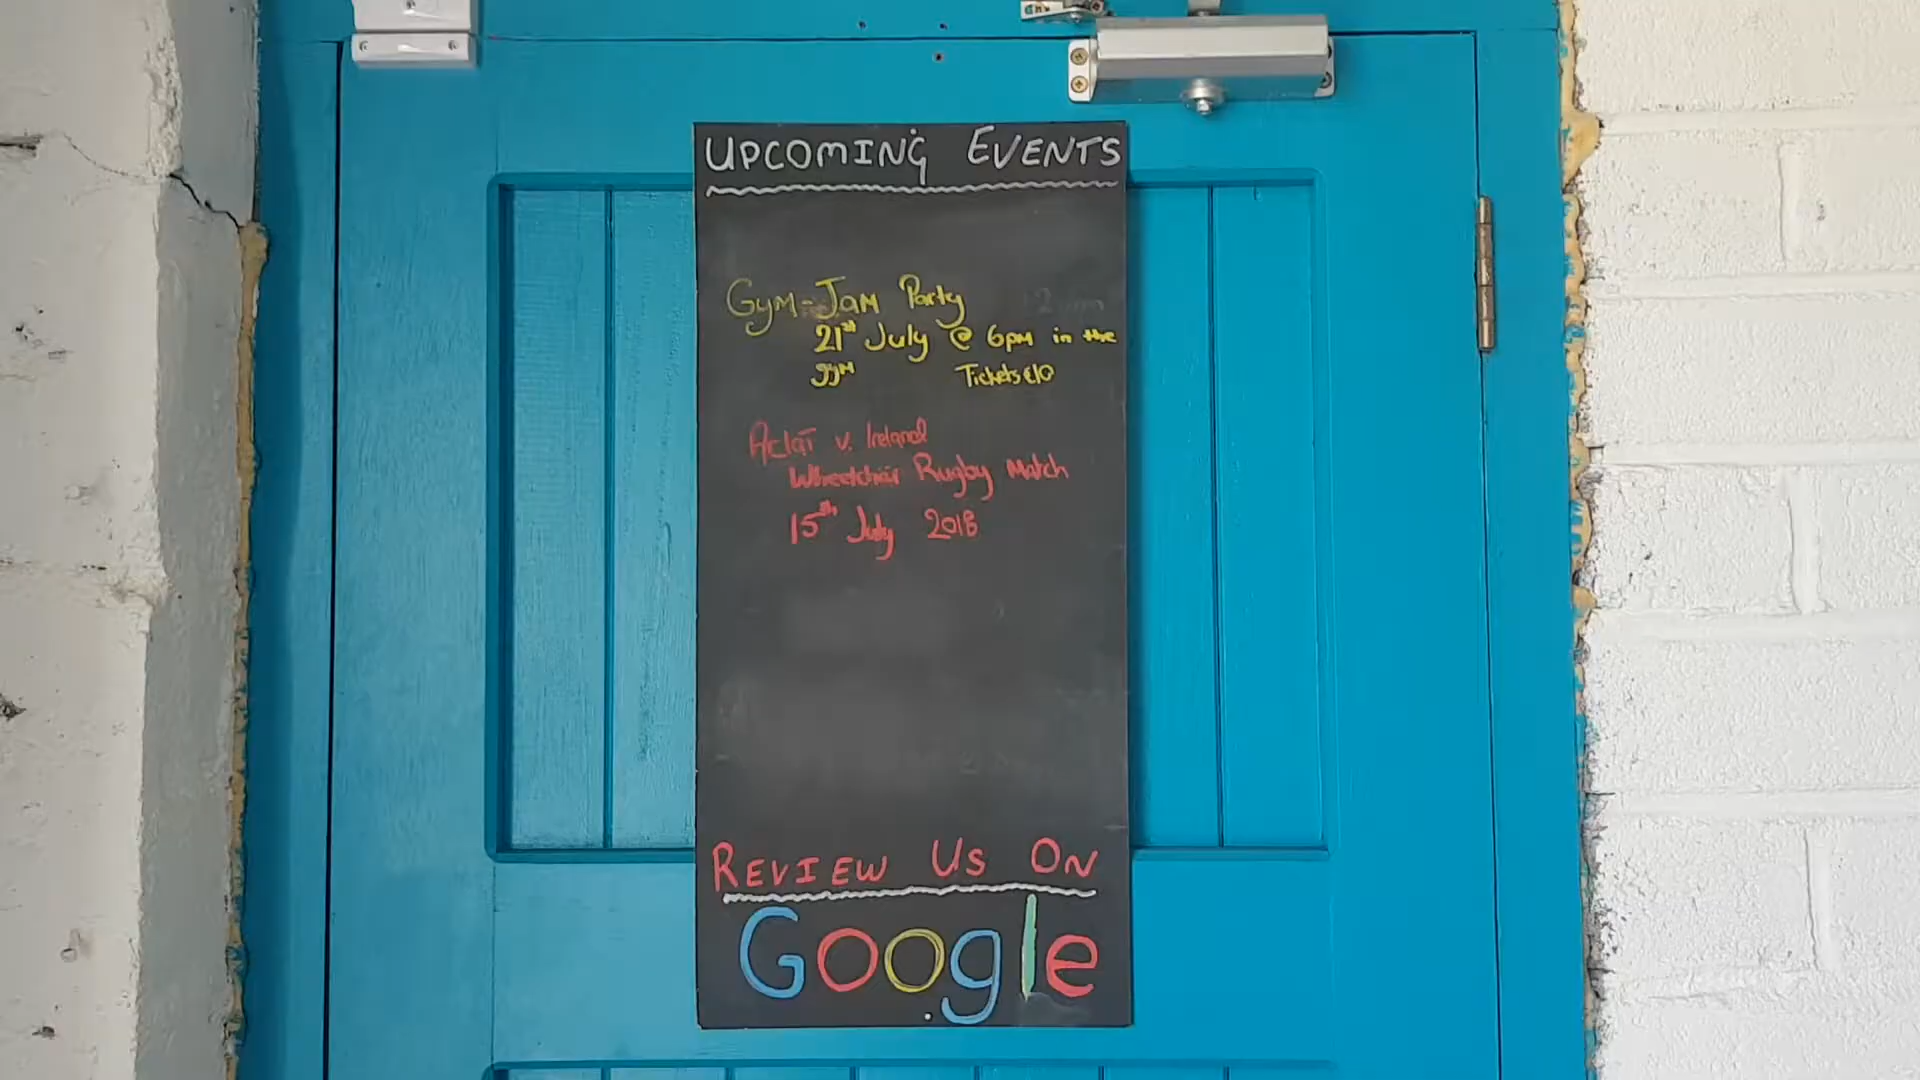 UPCOMING EVENTS
Gym-Jam Party
21st July @ 6pm in the
gym Tickets €10
Aclaí v. Ireland
Wheelchair Rugby Match
15th July 2018
REVIEW US ON
Google